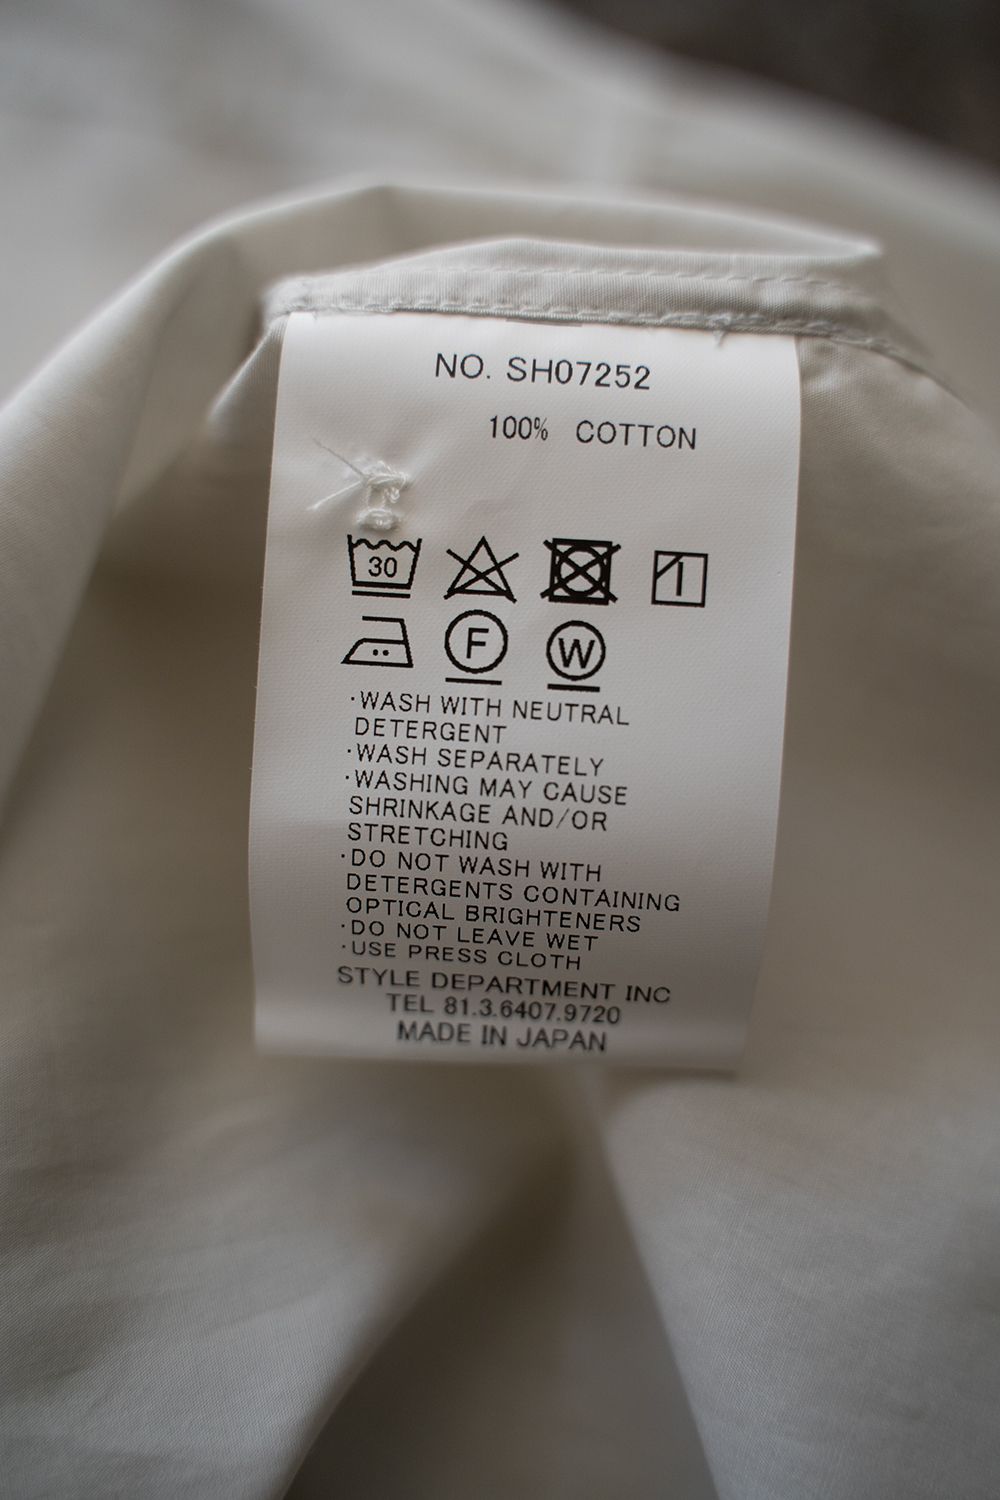 NO. SH07252
100% COTTON
30
F
W
·WASH WITH NEUTRAL
DETERGENT
·WASH SEPARATELY
·WASHING MAY CAUSE
SHRINKAGE AND/OR
STRETCHING
·DO NOT WASH WITH
DETERGENTS CONTAINING
OPTICAL BRIGHTENERS
·DO NOT LEAVE WET
·USE PRESS CLOTH
STYLE DEPARTMENT INC
TEL 81.3.6407.9720
MADE IN JAPAN